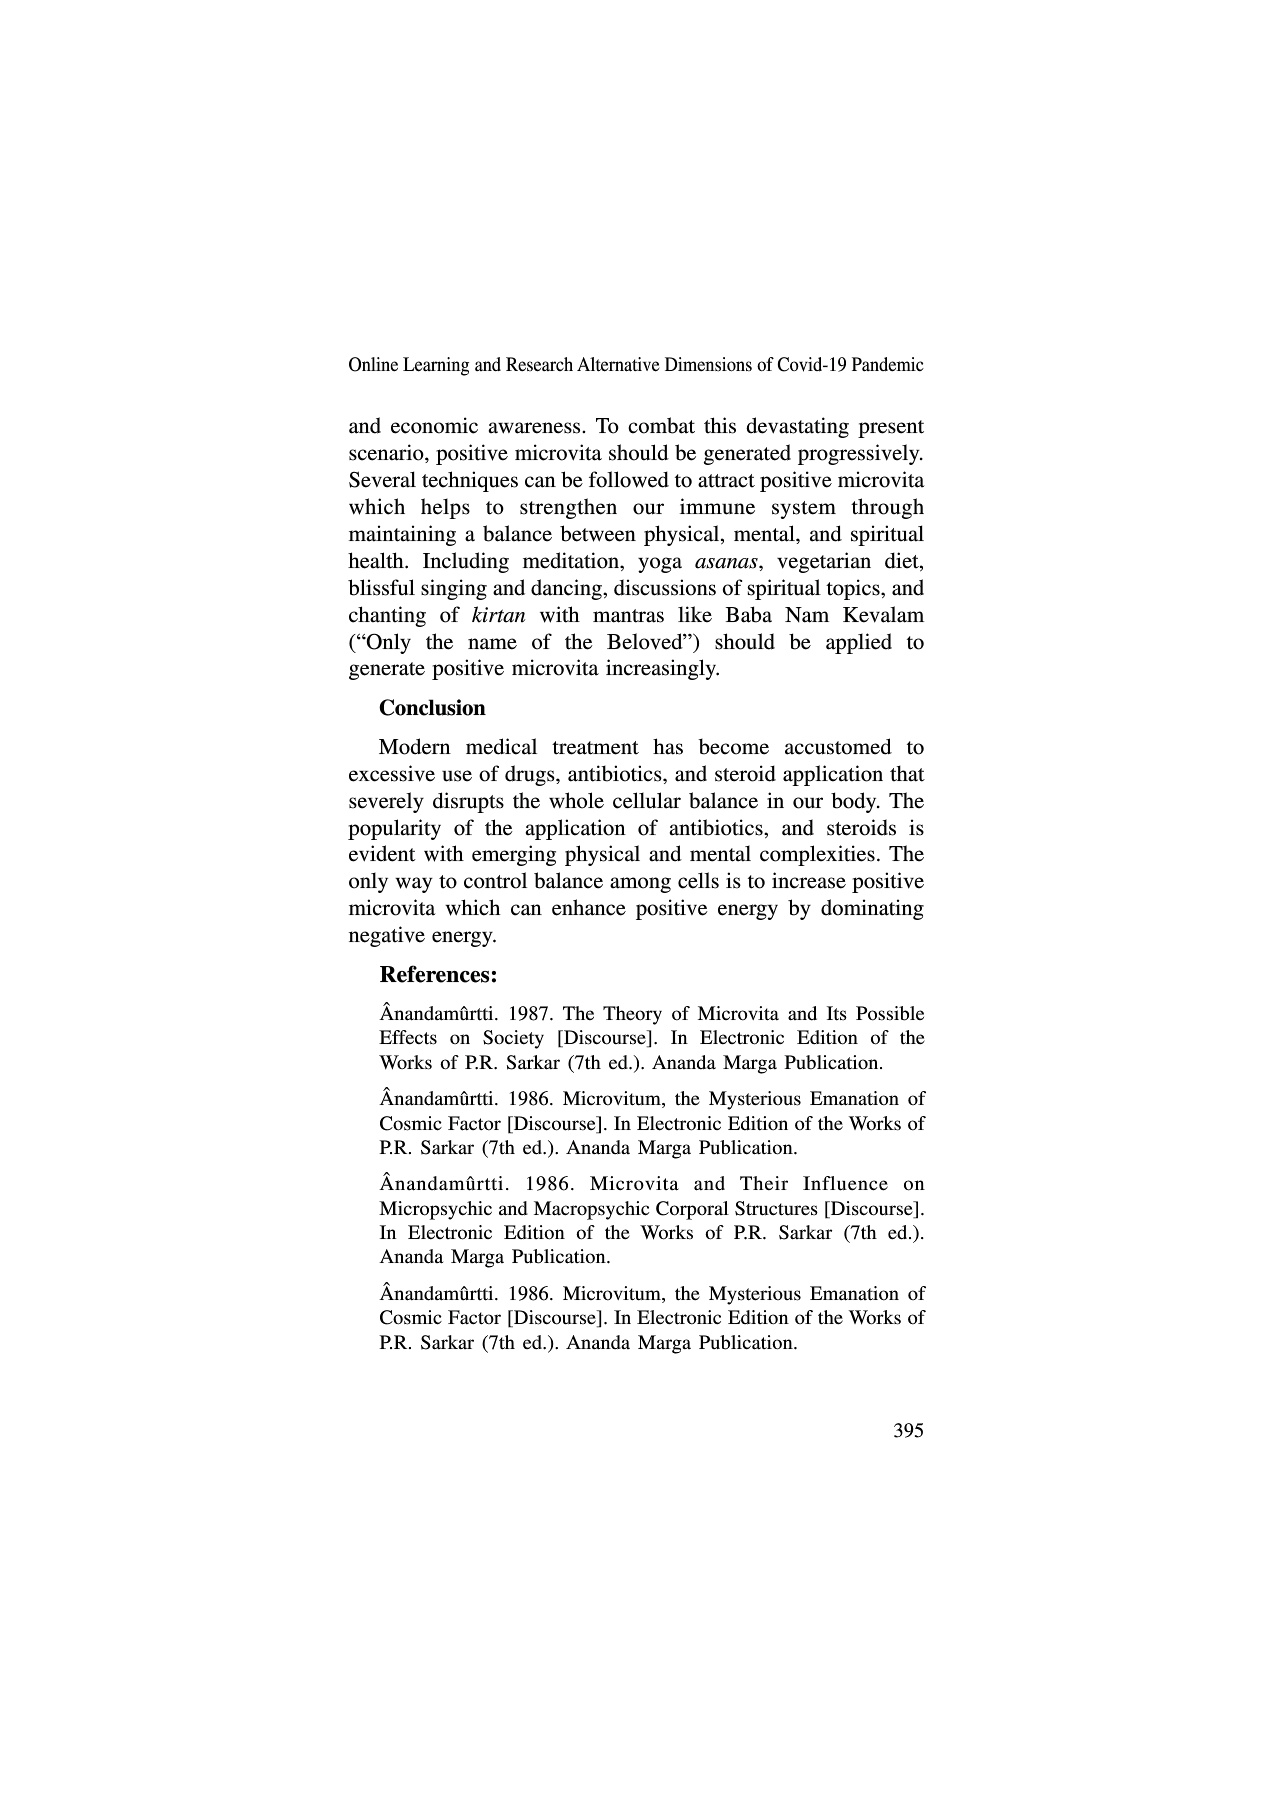 Online Learning and Research Alternative Dimensions of Covid-19 Pandemic
and economic awareness. To combat this devastating present
scenario, positive microvita should be generated progressively.
Several techniques can be followed to attract positive microvita
which helps to strengthen our immune system through
maintaining a balance between physical, mental, and spiritual
health. Including meditation, yoga asanas, vegetarian diet,
blissful singing and dancing, discussions of spiritual topics, and
chanting of kirtan with mantras like Baba Nam Kevalam
(“Only the name of the Beloved”) should be applied to
generate positive microvita increasingly.
Conclusion
Modern medical treatment has become accustomed to
excessive use of drugs, antibiotics, and steroid application that
severely disrupts the whole cellular balance in our body. The
popularity of the application of antibiotics, and steroids is
evident with emerging physical and mental complexities. The
only way to control balance among cells is to increase positive
microvita which can enhance positive energy by dominating
negative energy.
References:
Ânandamûrtti. 1987. The Theory of Microvita and Its Possible
Effects on Society [Discourse]. In Electronic Edition of the
Works of P.R. Sarkar (7th ed.). Ananda Marga Publication.
Ânandamûrtti. 1986. Microvitum, the Mysterious Emanation of
Cosmic Factor [Discourse]. In Electronic Edition of the Works of
P.R. Sarkar (7th ed.). Ananda Marga Publication.
Ânandamûrtti. 1986. Microvita and Their Influence on
Micropsychic and Macropsychic Corporal Structures [Discourse].
In Electronic Edition of the Works of P.R. Sarkar (7th ed.).
Ananda Marga Publication.
Ânandamûrtti. 1986. Microvitum, the Mysterious Emanation of
Cosmic Factor [Discourse]. In Electronic Edition of the Works of
P.R. Sarkar (7th ed.). Ananda Marga Publication.
395